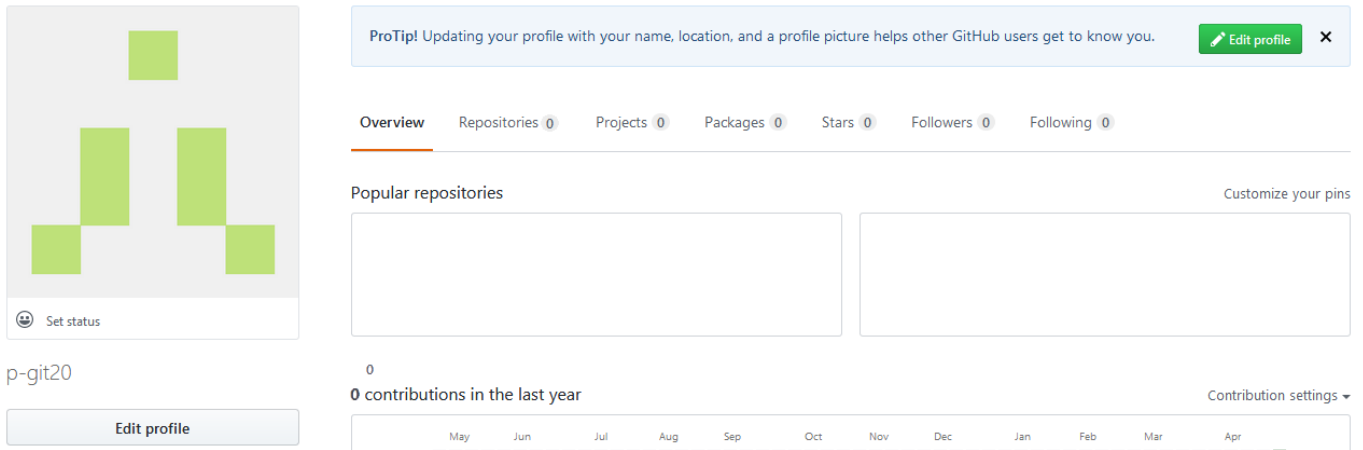 ProTip! Updating your profile with your name, location, and a profile picture helps other GitHub users get to know you.
Edit profile
Overview Repositories 0 Projects 0 Packages 0 Stars 0 Followers 0 Following 0
Popular repositories
Customize your pins
Set status
p-git20
Edit profile
0
0 contributions in the last year
Contribution settings
May Jun Jul Aug Sep Oct Nov Dec Jan Feb Mar Apr